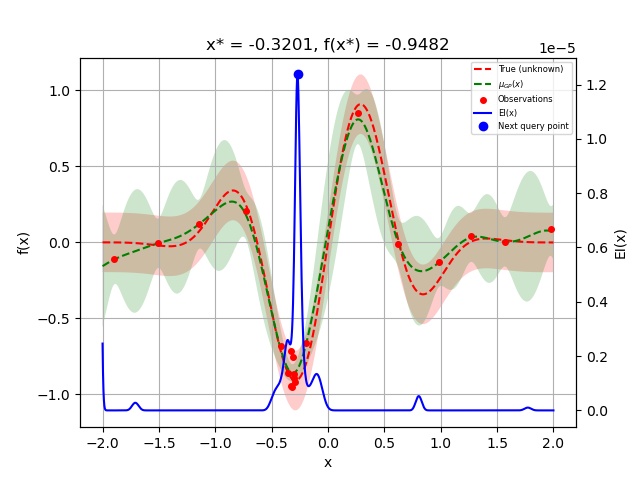 x* = -0.3201, f(x*) = -0.9482
1e−5
True (unknown)
μGP(x)
Observations
EI(x)
Next query point
1.0
0.5
0.0
−0.5
−1.0
f(x)
1.2
1.0
0.8
0.6
0.4
0.2
0.0
EI(x)
−2.0 −1.5 −1.0 −0.5 0.0 0.5 1.0 1.5 2.0
x